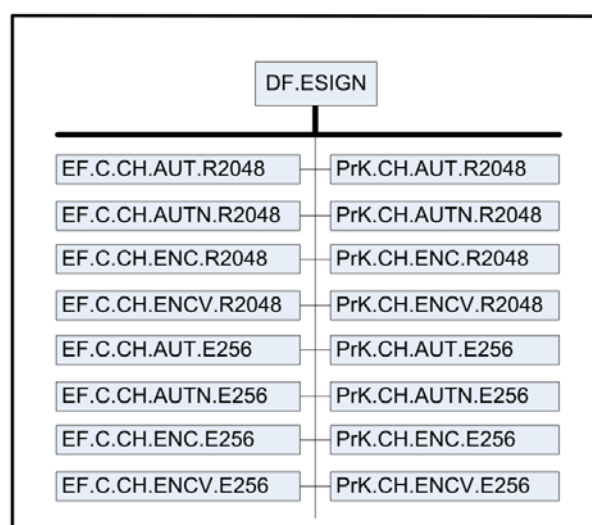 DF.ESIGN
EF.C.CH.AUT.R2048 PrK.CH.AUT.R2048
EF.C.CH.AUTN.R2048 PrK.CH.AUTN.R2048
EF.C.CH.ENC.R2048 PrK.CH.ENC.R2048
EF.C.CH.ENCV.R2048 PrK.CH.ENCV.R2048
EF.C.CH.AUT.E256 PrK.CH.AUT.E256
EF.C.CH.AUTN.E256 PrK.CH.AUTN.E256
EF.C.CH.ENC.E256 PrK.CH.ENC.E256
EF.C.CH.ENCV.E256 PrK.CH.ENCV.E256